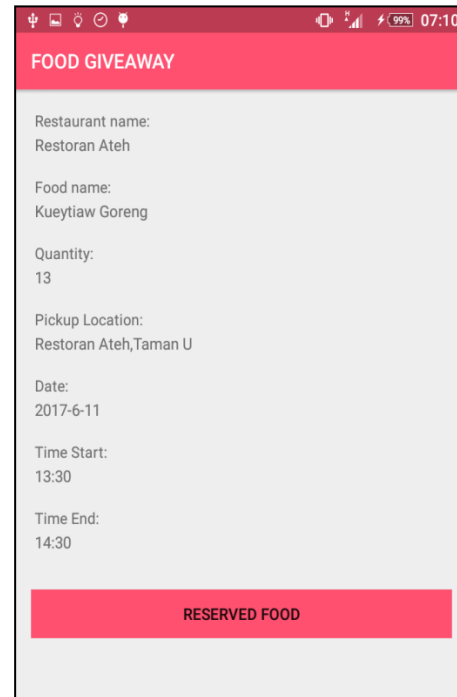 H
99%
07:10
FOOD GIVEAWAY
Restaurant name:
Restoran Ateh
Food name:
Kueytiaw Goreng
Quantity:
13
Pickup Location:
Restoran Ateh,Taman U
Date:
2017-6-11
Time Start:
13:30
Time End:
14:30
RESERVED FOOD